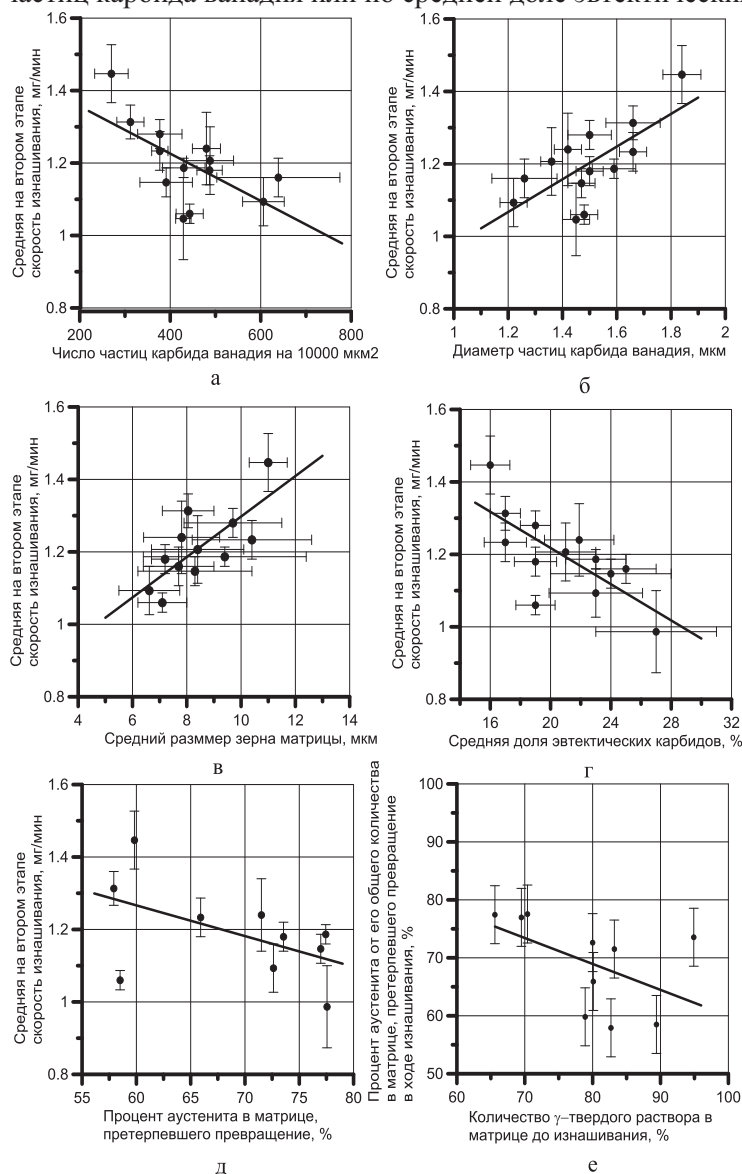 частиц карбида ванадия или по средней доле эвтектических
1.6
1.4
1.2
1
0.8
200 400 600 800
Средняя на втором этапе
скорость изнашивания, мг/мин
Число частиц карбида ванадия на 10000 мкм2
а
1.6
1.4
1.2
1
0.8
1 1.2 1.4 1.6 1.8 2
Средняя на втором этапе
скорость изнашивания, мг/мин
Диаметр частиц карбида ванадия, мкм
б
1.6
1.4
1.2
1
0.8
4 6 8 10 12 14
Средняя на втором этапе
скорость изнашивания, мг/мин
Средний разммер зерна матрицы, мкм
в
1.6
1.4
1.2
1
0.8
16 20 24 28 32
Средняя на втором этапе
скорость изнашивания, мг/мин
Средняя доля эвтектических карбидов, %
г
1.6
1.4
1.2
1
0.8
55 60 65 70 75 80
Средняя на втором этапе
скорость изнашивания, мг/мин
Процент аустенита в матрице,
претерпевшего превращение, %
д
100
90
80
70
60
50
60 70 80 90 100
Процент аустенита от его общего количества
в матрице, претерпевшего превращение
в ходе изнашивания, %
Количество γ–твердого раствора в
матрице до изнашивания, %
е